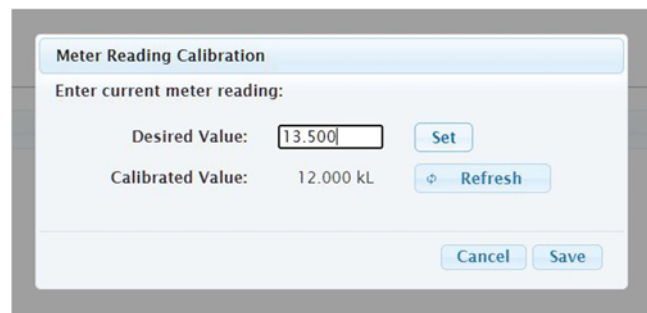 Meter Reading Calibration
Enter current meter reading:
Desired Value: 13.500 Set
Calibrated Value: 12.000 kL Refresh
Cancel Save